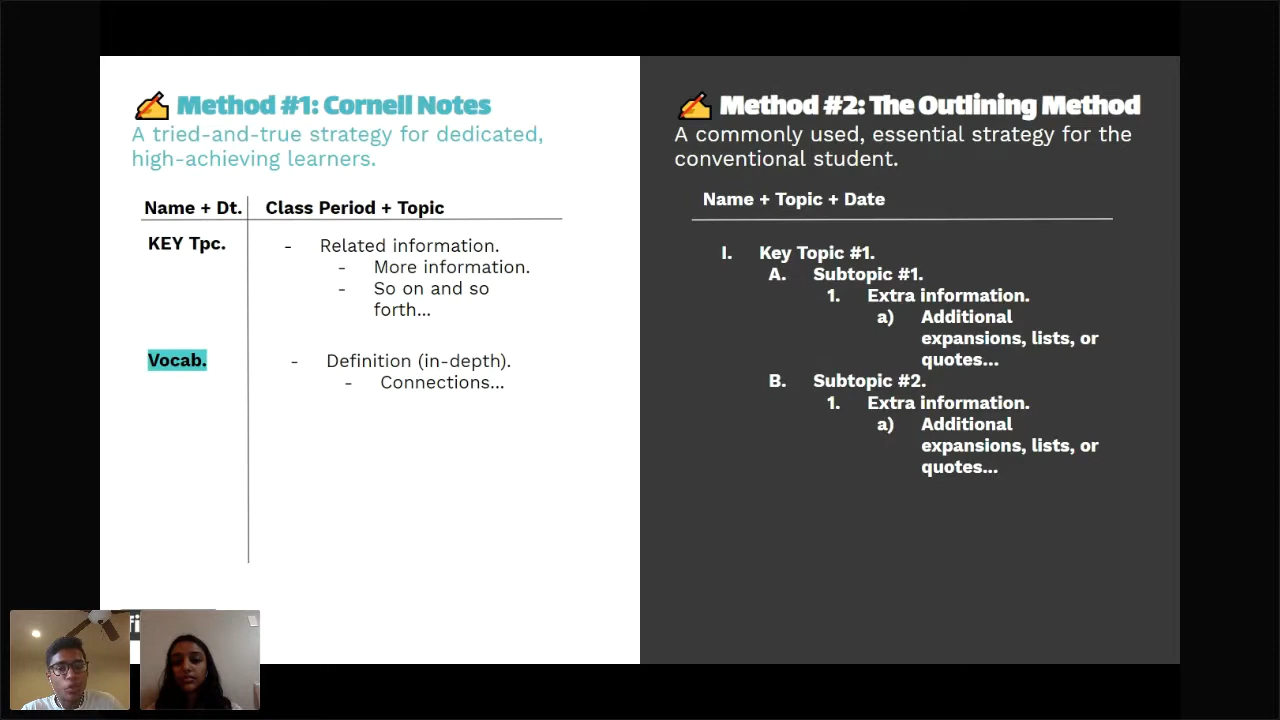 Method #1: Cornell Notes
A tried-and-true strategy for dedicated,
high-achieving learners.
Name + Dt. Class Period + Topic
KEY Tpc. - Related information.
- More information.
- So on and so
forth...
Vocab. - Definition (in-depth).
- Connections...
Method #2: The Outlining Method
A commonly used, essential strategy for the
conventional student.
Name + Topic + Date
I. Key Topic #1.
A. Subtopic #1.
1. Extra information.
a) Additional
expansions, lists, or
quotes...
B. Subtopic #2.
1. Extra information.
a) Additional
expansions, lists, or
quotes...